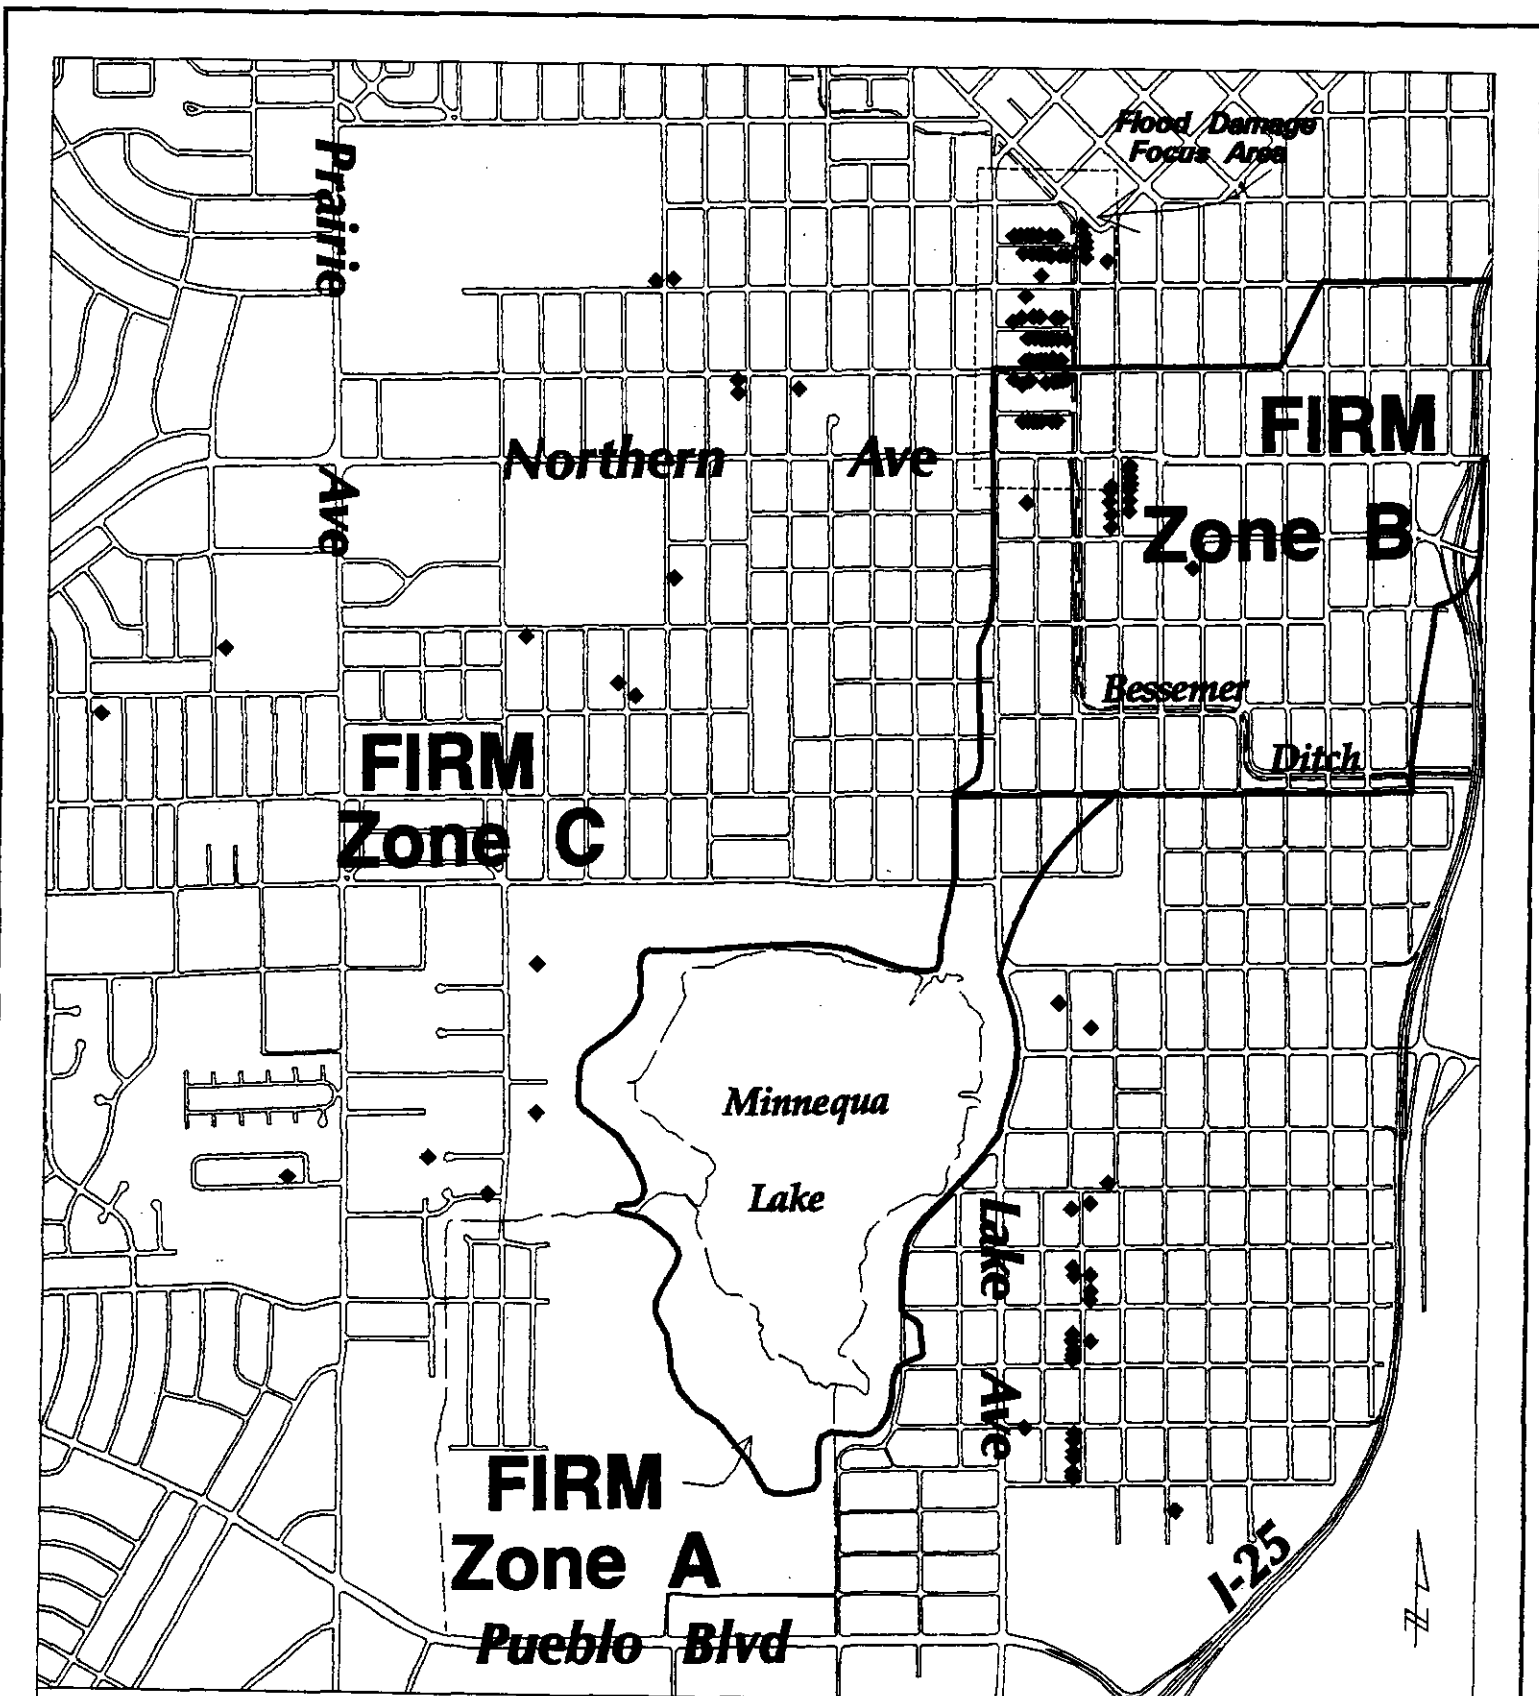 Flood Damage
Focus Area
Prairie
Ave
Northern Ave
FIRM
Zone B
Bessemer
Ditch
FIRM
Zone C
Minnequa
Lake
Lake
Ave
FIRM
Zone A
Pueblo Blvd
I-25
N